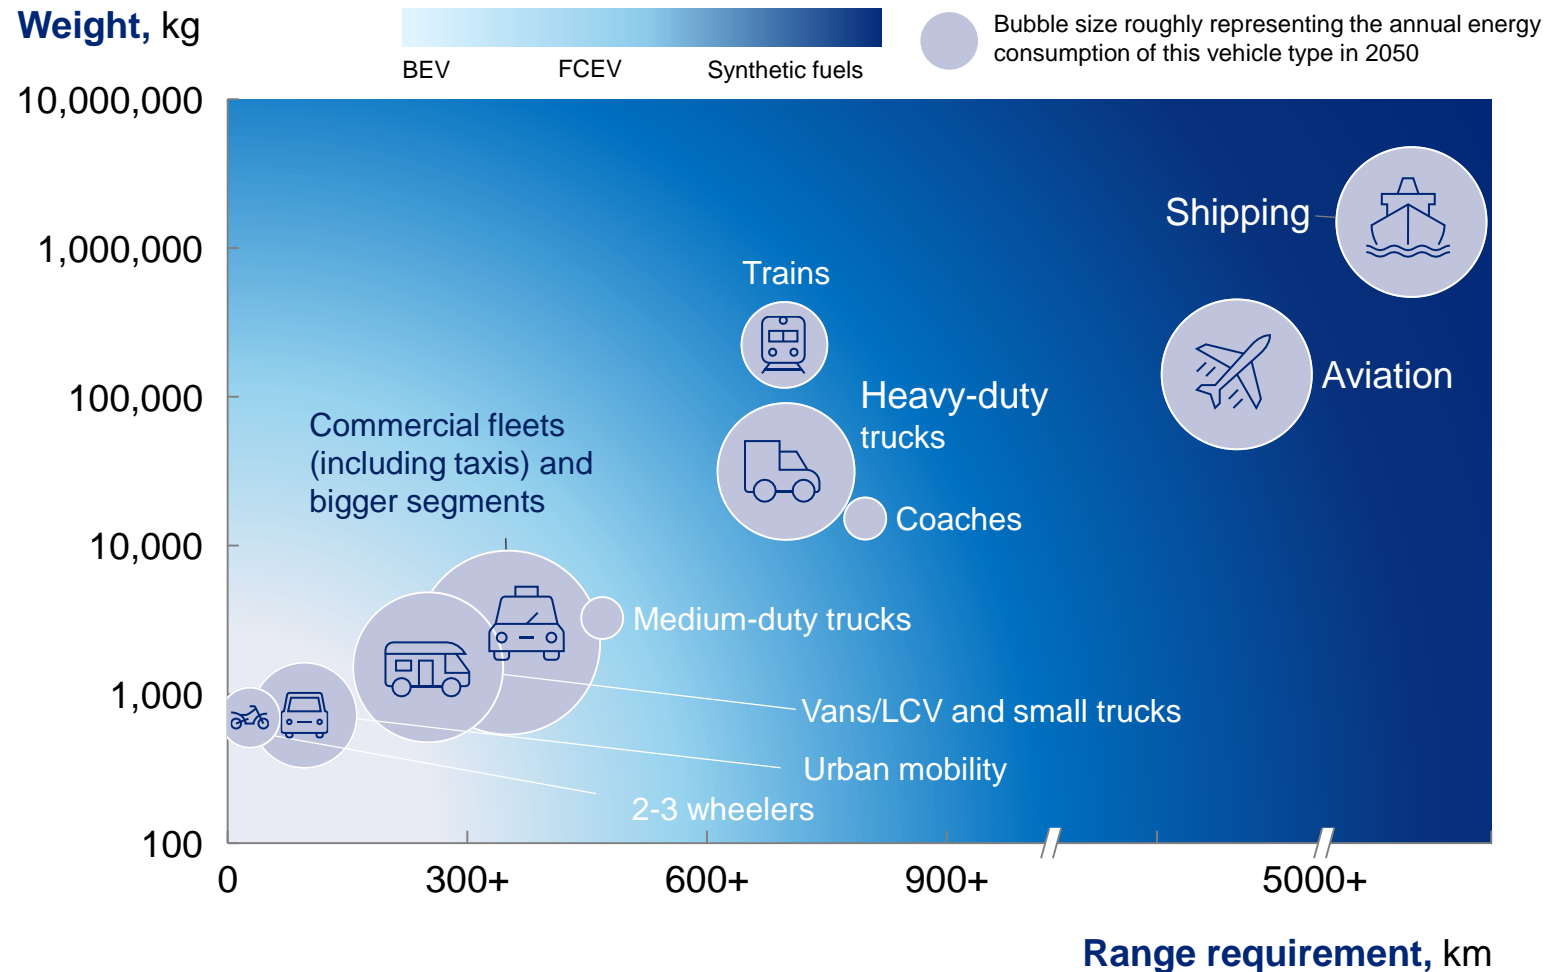 Weight, kg
BEV
FCEV
Synthetic fuels
Bubble size roughly representing the annual energy
consumption of this vehicle type in 2050
10,000,000
1,000,000
100,000
10,000
1,000
100
Shipping
Trains
Aviation
Heavy-duty
trucks
Commercial fleets
(including taxis) and
bigger segments
Coaches
Medium-duty trucks
Vans/LCV and small trucks
Urban mobility
2-3 wheelers
0
300+
600+
900+
5000+
Range requirement, km